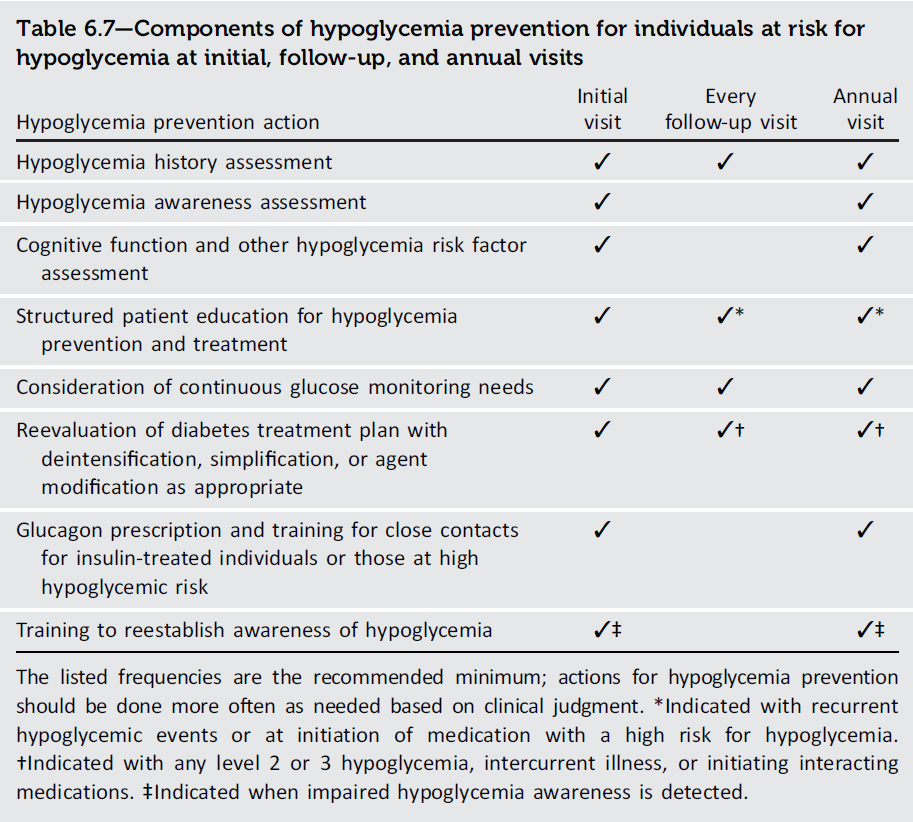 Table 6.7—Components of hypoglycemia prevention for individuals at risk for
hypoglycemia at initial, follow-up, and annual visits
Hypoglycemia prevention action Initial visit Every follow-up visit Annual visit
Hypoglycemia history assessment ✓ ✓ ✓
Hypoglycemia awareness assessment ✓ ✓
Cognitive function and other hypoglycemia risk factor
assessment ✓ ✓
Structured patient education for hypoglycemia
prevention and treatment ✓ ✓* ✓*
Consideration of continuous glucose monitoring needs ✓ ✓ ✓
Reevaluation of diabetes treatment plan with
deintensification, simplification, or agent
modification as appropriate ✓ ✓† ✓†
Glucagon prescription and training for close contacts
for insulin-treated individuals or those at high
hypoglycemic risk ✓ ✓
Training to reestablish awareness of hypoglycemia ✓‡ ✓‡
The listed frequencies are the recommended minimum; actions for hypoglycemia prevention
should be done more often as needed based on clinical judgment. *Indicated with recurrent
hypoglycemic events or at initiation of medication with a high risk for hypoglycemia.
†Indicated with any level 2 or 3 hypoglycemia, intercurrent illness, or initiating interacting
medications. ‡Indicated when impaired hypoglycemia awareness is detected.